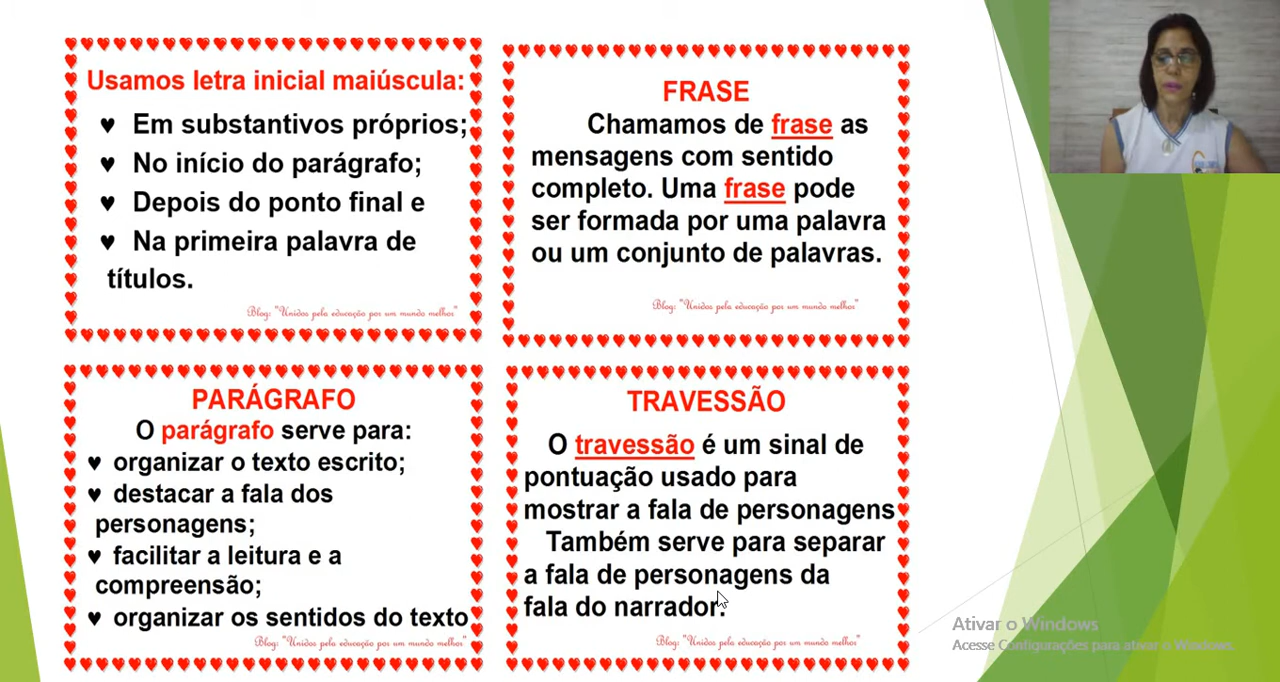 Usamos letra inicial maiúscula:
♥ Em substantivos próprios;
♥ No início do parágrafo;
♥ Depois do ponto final e
♥ Na primeira palavra de
títulos.
Blog: "Unidos pela educação por um mundo melhor"
FRASE
Chamamos de frase as
mensagens com sentido
completo. Uma frase pode
ser formada por uma palavra
ou um conjunto de palavras.
Blog: "Unidos pela educação por um mundo melhor"
PARÁGRAFO
O parágrafo serve para:
♥ organizar o texto escrito;
♥ destacar a fala dos
personagens;
♥ facilitar a leitura e a
compreensão;
♥ organizar os sentidos do texto
Blog: "Unidos pela educação por um mundo melhor"
TRAVESSÃO
O travessão é um sinal de
pontuação usado para
mostrar a fala de personagens
Também serve para separar
a fala de personagens da
fala do narrador.
Blog: "Unidos pela educação por um mundo melhor"
Ativar o Windows
Acesse Configurações para ativar o Windows.